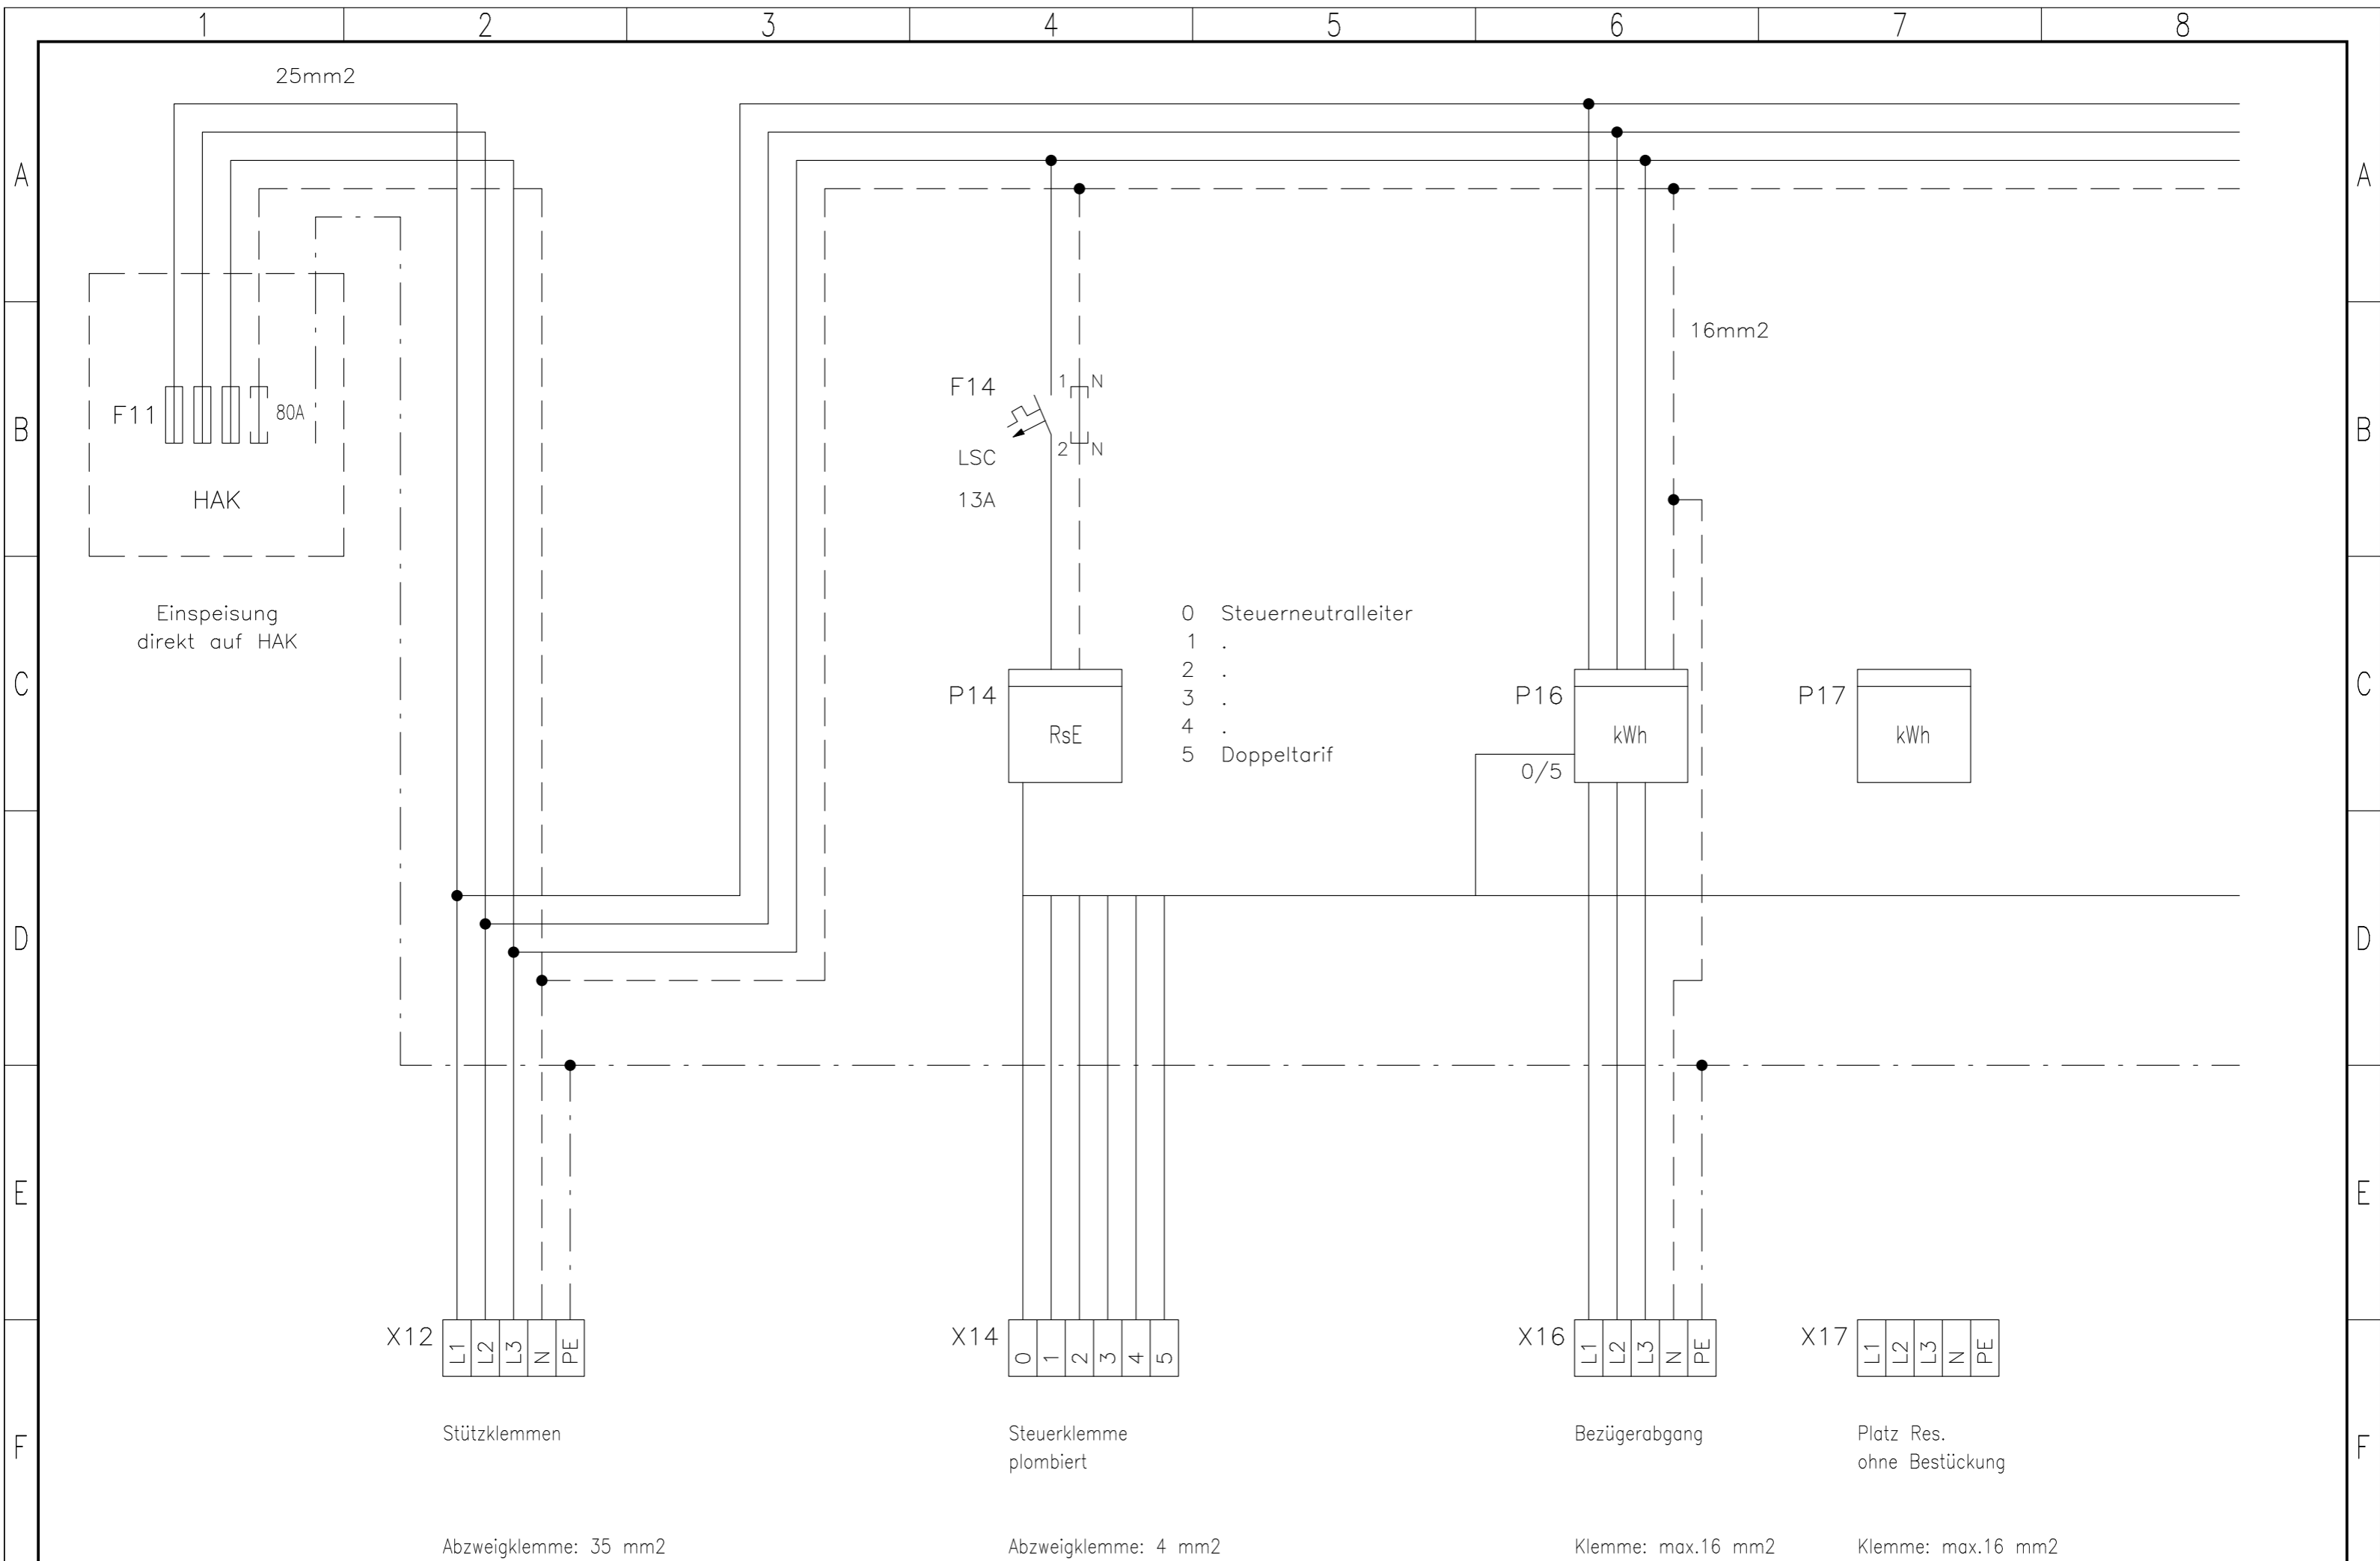 1 2 3 4 5 6 7 8
25mm2
A A
16mm2
F14 1 N
F11 80A
B B
LSC 2 N
HAK 13A
Einspeisung
direkt auf HAK
0 Steuerneutralleiter
1 .
2 .
3 .
4 .
5 Doppeltarif
C C
P14 RsE
P16 kWh
0/5
P17 kWh
D D
E E
X12 L1 L2 L3 N PE
X14 0 1 2 3 4 5
X16 L1 L2 L3 N PE
X17 L1 L2 L3 N PE
F F
Stützklemmen
Steuerklemme
plombiert
Bezügerabgang
Platz Res.
ohne Bestückung
Abzweigklemme: 35 mm2
Abzweigklemme: 4 mm2
Klemme: max.16 mm2
Klemme: max.16 mm2